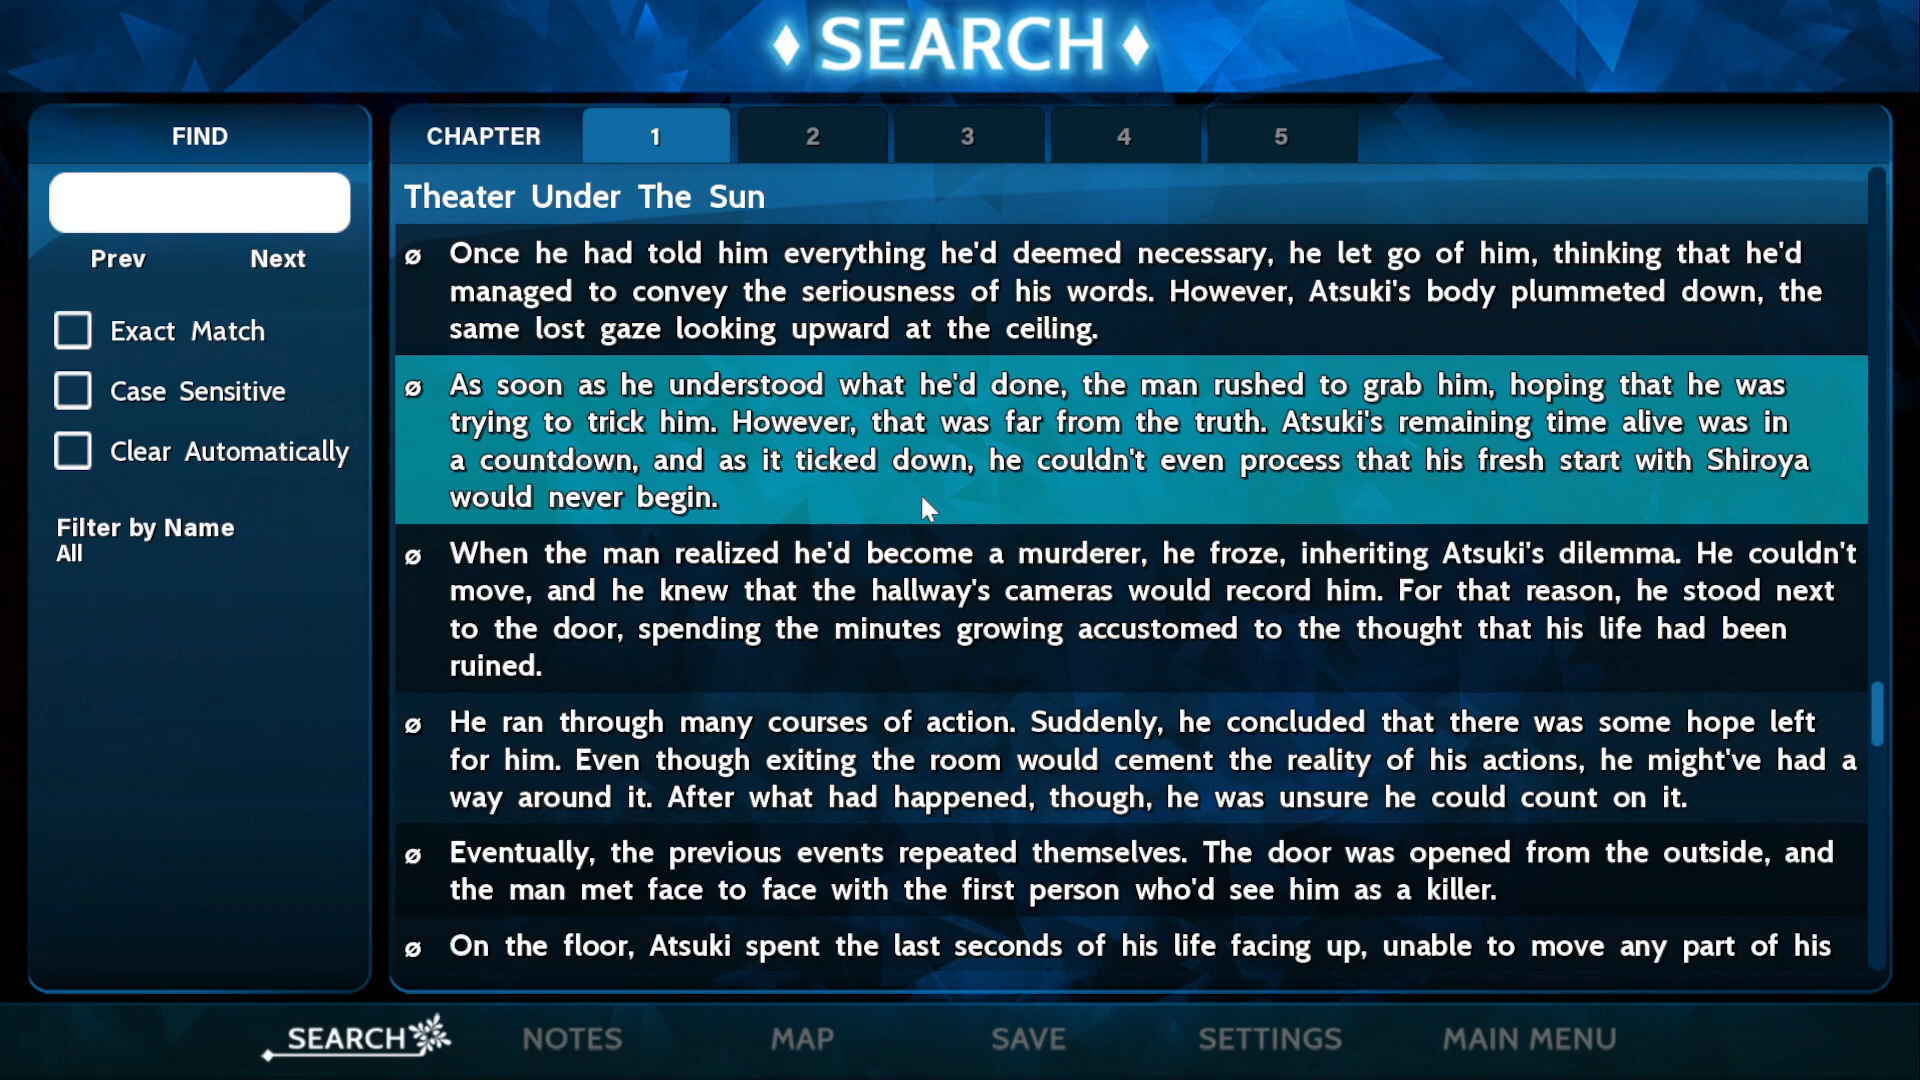 SEARCH
FIND
Prev Next
Exact Match
Case Sensitive
Clear Automatically
Filter by Name
All
CHAPTER 1 2 3 4 5
Theater Under The Sun
Once he had told him everything he'd deemed necessary, he let go of him, thinking that he'd
managed to convey the seriousness of his words. However, Atsuki's body plummeted down, the
same lost gaze looking upward at the ceiling.
As soon as he understood what he'd done, the man rushed to grab him, hoping that he was
trying to trick him. However, that was far from the truth. Atsuki's remaining time alive was in
a countdown, and as it ticked down, he couldn't even process that his fresh start with Shiroya
would never begin.
When the man realized he'd become a murderer, he froze, inheriting Atsuki's dilemma. He couldn't
move, and he knew that the hallway's cameras would record him. For that reason, he stood next
to the door, spending the minutes growing accustomed to the thought that his life had been
ruined.
He ran through many courses of action. Suddenly, he concluded that there was some hope left
for him. Even though exiting the room would cement the reality of his actions, he might've had a
way around it. After what had happened, though, he was unsure he could count on it.
Eventually, the previous events repeated themselves. The door was opened from the outside, and
the man met face to face with the first person who'd see him as a killer.
On the floor, Atsuki spent the last seconds of his life facing up, unable to move any part of his
SEARCH NOTES MAP SAVE SETTINGS MAIN MENU